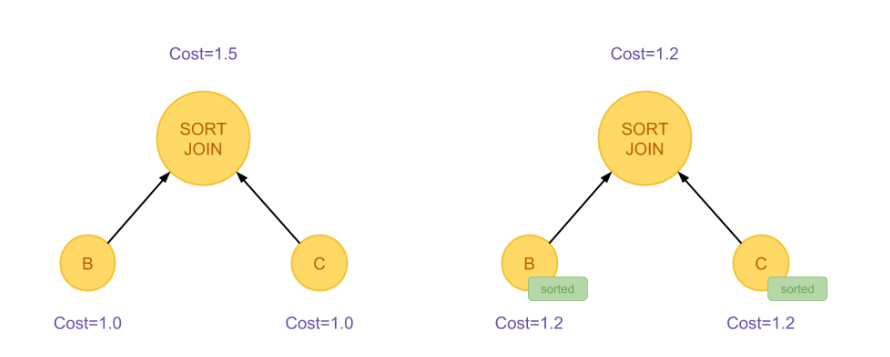 Cost=1.5
SORT
JOIN
B
C
Cost=1.0
Cost=1.0
Cost=1.2
SORT
JOIN
B
sorted
C
sorted
Cost=1.2
Cost=1.2